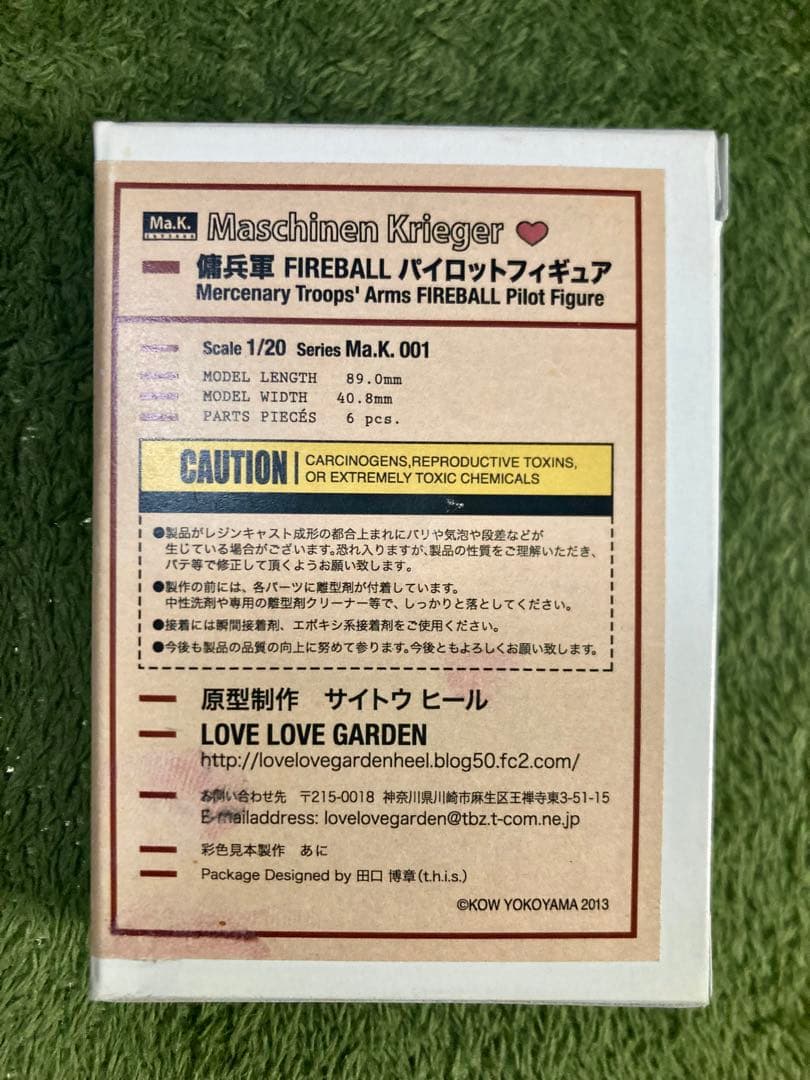 Ma.K. Maschinen Krieger
傭兵軍 FIREBALL パイロットフィギュア
Mercenary Troops' Arms FIREBALL Pilot Figure
Scale 1/20 Series Ma.K. 001
MODEL LENGTH 89.0mm
MODEL WIDTH 40.8mm
PARTS PIECÉS 6 pcs.
CAUTION CARCINOGENS,REPRODUCTIVE TOXINS,
OR EXTREMELY TOXIC CHEMICALS
●製品がレジンキャスト成形の都合上まれにバリや気泡や段差などが
生じている場合がございます。恐れ入りますが、製品の性質をご理解いただき、
パテ等で修正して頂くようお願い致します。
●製作の前には、各パーツに離型剤が付着しています。
中性洗剤や専用の離型剤クリーナー等で、しっかりと落としてください。
●接着には瞬間接着剤、エポキシ系接着剤をご使用ください。
●今後も製品の品質の向上に努めて参ります。今後ともよろしくお願い致します。
原型制作 サイトウ ヒール
LOVE LOVE GARDEN
http://lovelovegardenheel.blog50.fc2.com/
お問い合わせ先 〒215-0018 神奈川県川崎市麻生区王禅寺東3-51-15
E-mailaddress: lovelovegarden@tbz.t-com.ne.jp
彩色見本製作 あに
Package Designed by 田口 博章(t.h.i.s.)
©KOW YOKOYAMA 2013